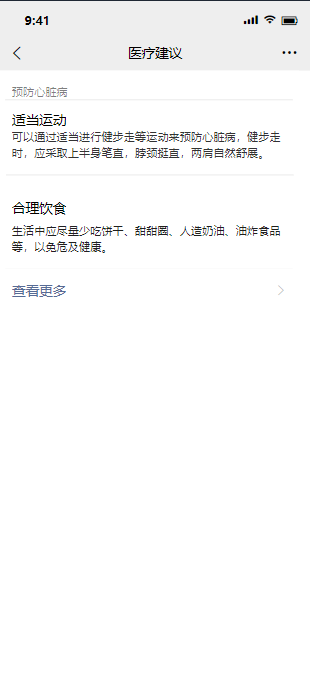 9:41
医疗建议
预防心脏病
适当运动
可以通过适当进行健步走等运动来预防心脏病，健步走
时，应采取上半身笔直，脖颈挺直，两肩自然舒展。
合理饮食
生活中应尽量少吃饼干、甜甜圈、人造奶油、油炸食品
等，以免危及健康。
查看更多